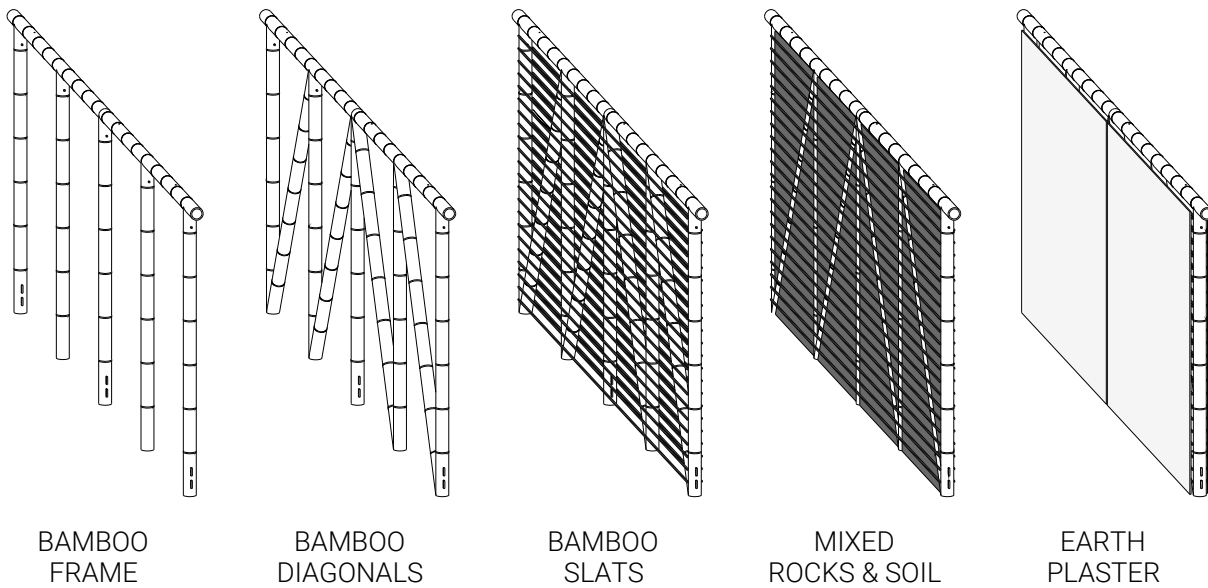 BAMBOO
FRAME
BAMBOO
DIAGONALS
BAMBOO
SLATS
MIXED
ROCKS & SOIL
EARTH
PLASTER